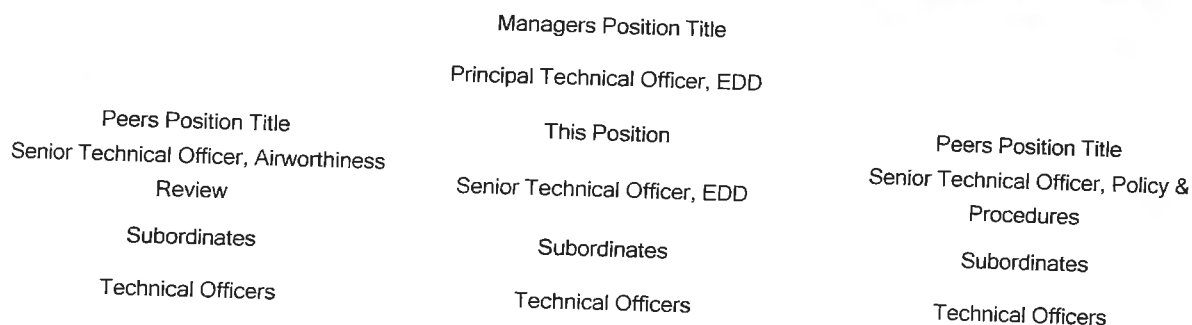 Managers Position Title
Principal Technical Officer, EDD
Peers Position Title
Senior Technical Officer, Airworthiness
Review
Subordinates
Technical Officers
This Position
Senior Technical Officer, EDD
Subordinates
Technical Officers
Peers Position Title
Senior Technical Officer, Policy &
Procedures
Subordinates
Technical Officers